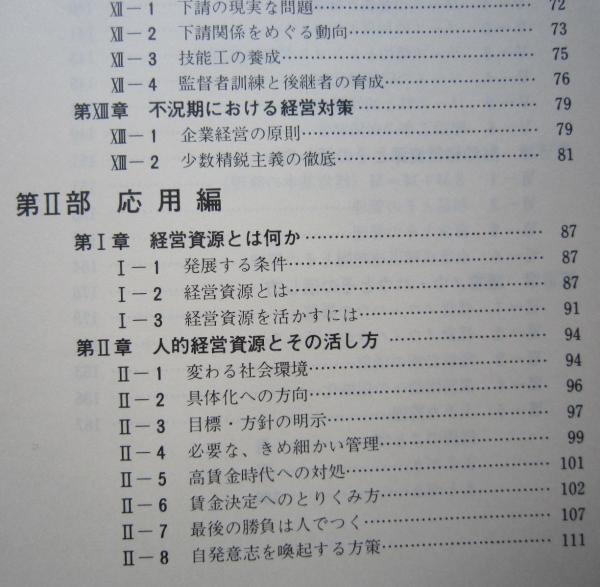 Ⅻ－1 下請の現実な問題…………………………72
Ⅻ－2 下請関係をめぐる動向……………………73
Ⅻ－3 技能工の養成………………………………75
Ⅻ－4 監督者訓練と後継者の育成………………76
第ⅩⅢ章 不況期における経営対策………………79
ⅩⅢ－1 企業経営の原則……………………………79
ⅩⅢ－2 少数精鋭主義の徹底………………………81
第Ⅱ部 応用編
第Ⅰ章 経営資源とは何か…………………………87
Ⅰ－1 発展する条件………………………………87
Ⅰ－2 経営資源とは………………………………87
Ⅰ－3 経営資源を活かすには……………………91
第Ⅱ章 人的経営資源とその活し方………………94
Ⅱ－1 変わる社会環境……………………………94
Ⅱ－2 具体化への方向……………………………96
Ⅱ－3 目標・方針の明示…………………………97
Ⅱ－4 必要な、きめ細かい管理…………………99
Ⅱ－5 高賃金時代への対処………………………101
Ⅱ－6 賃金決定へのとりくみ方…………………102
Ⅱ－7 最後の勝負は人でつく……………………107
Ⅱ－8 自発意志を喚起する方策…………………111